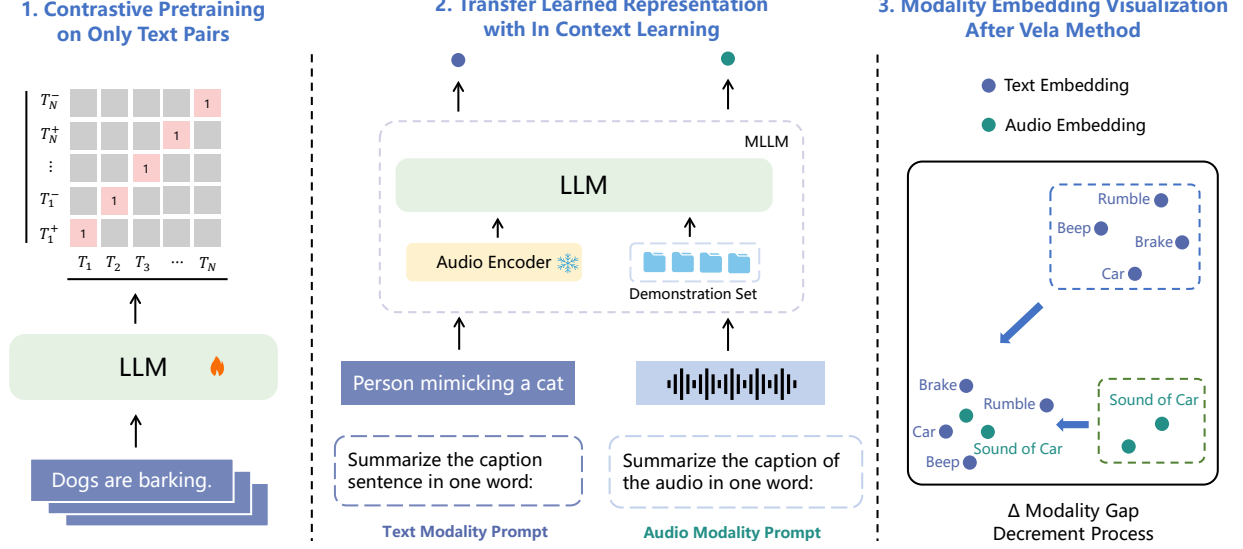 1. Contrastive Pretraining
on Only Text Pairs
T_N^- 1
T_N^+ 1
⋮ 1
T_1^- 1
T_1^+ 1
T_1 T_2 T_3 ⋯ T_N
LLM
Dogs are barking.
2. Transfer Learned Representation
with In Context Learning
MLLM
LLM
Audio Encoder
Demonstration Set
Person mimicking a cat
Summarize the caption
sentence in one word:
Text Modality Prompt
Summarize the caption of
the audio in one word:
Audio Modality Prompt
3. Modality Embedding Visualization
After Vela Method
Text Embedding
Audio Embedding
Rumble
Beep
Brake
Car
Brake
Rumble
Car
Sound of Car
Beep
Sound of Car
Δ Modality Gap
Decrement Process